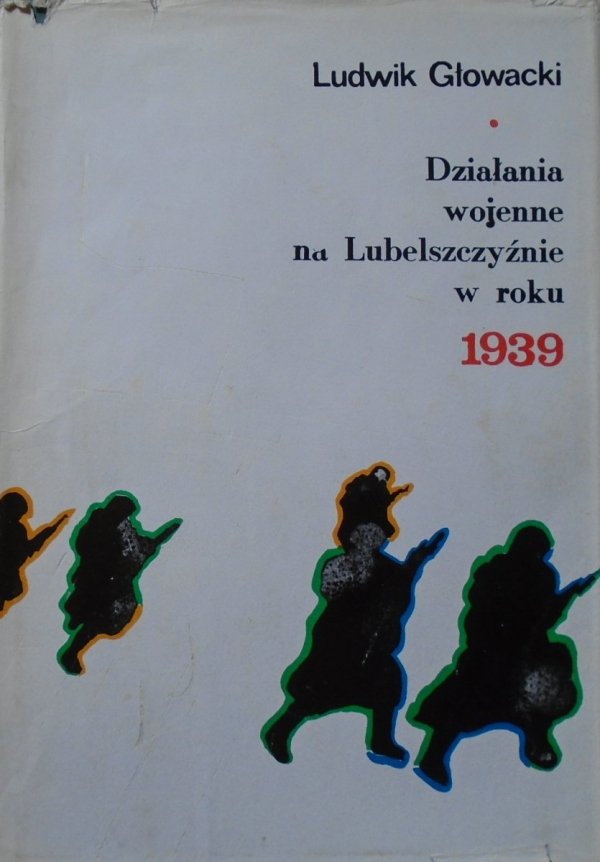 Ludwik Głowacki
Działania
wojenne
na Lubelszczyźnie
w roku
1939